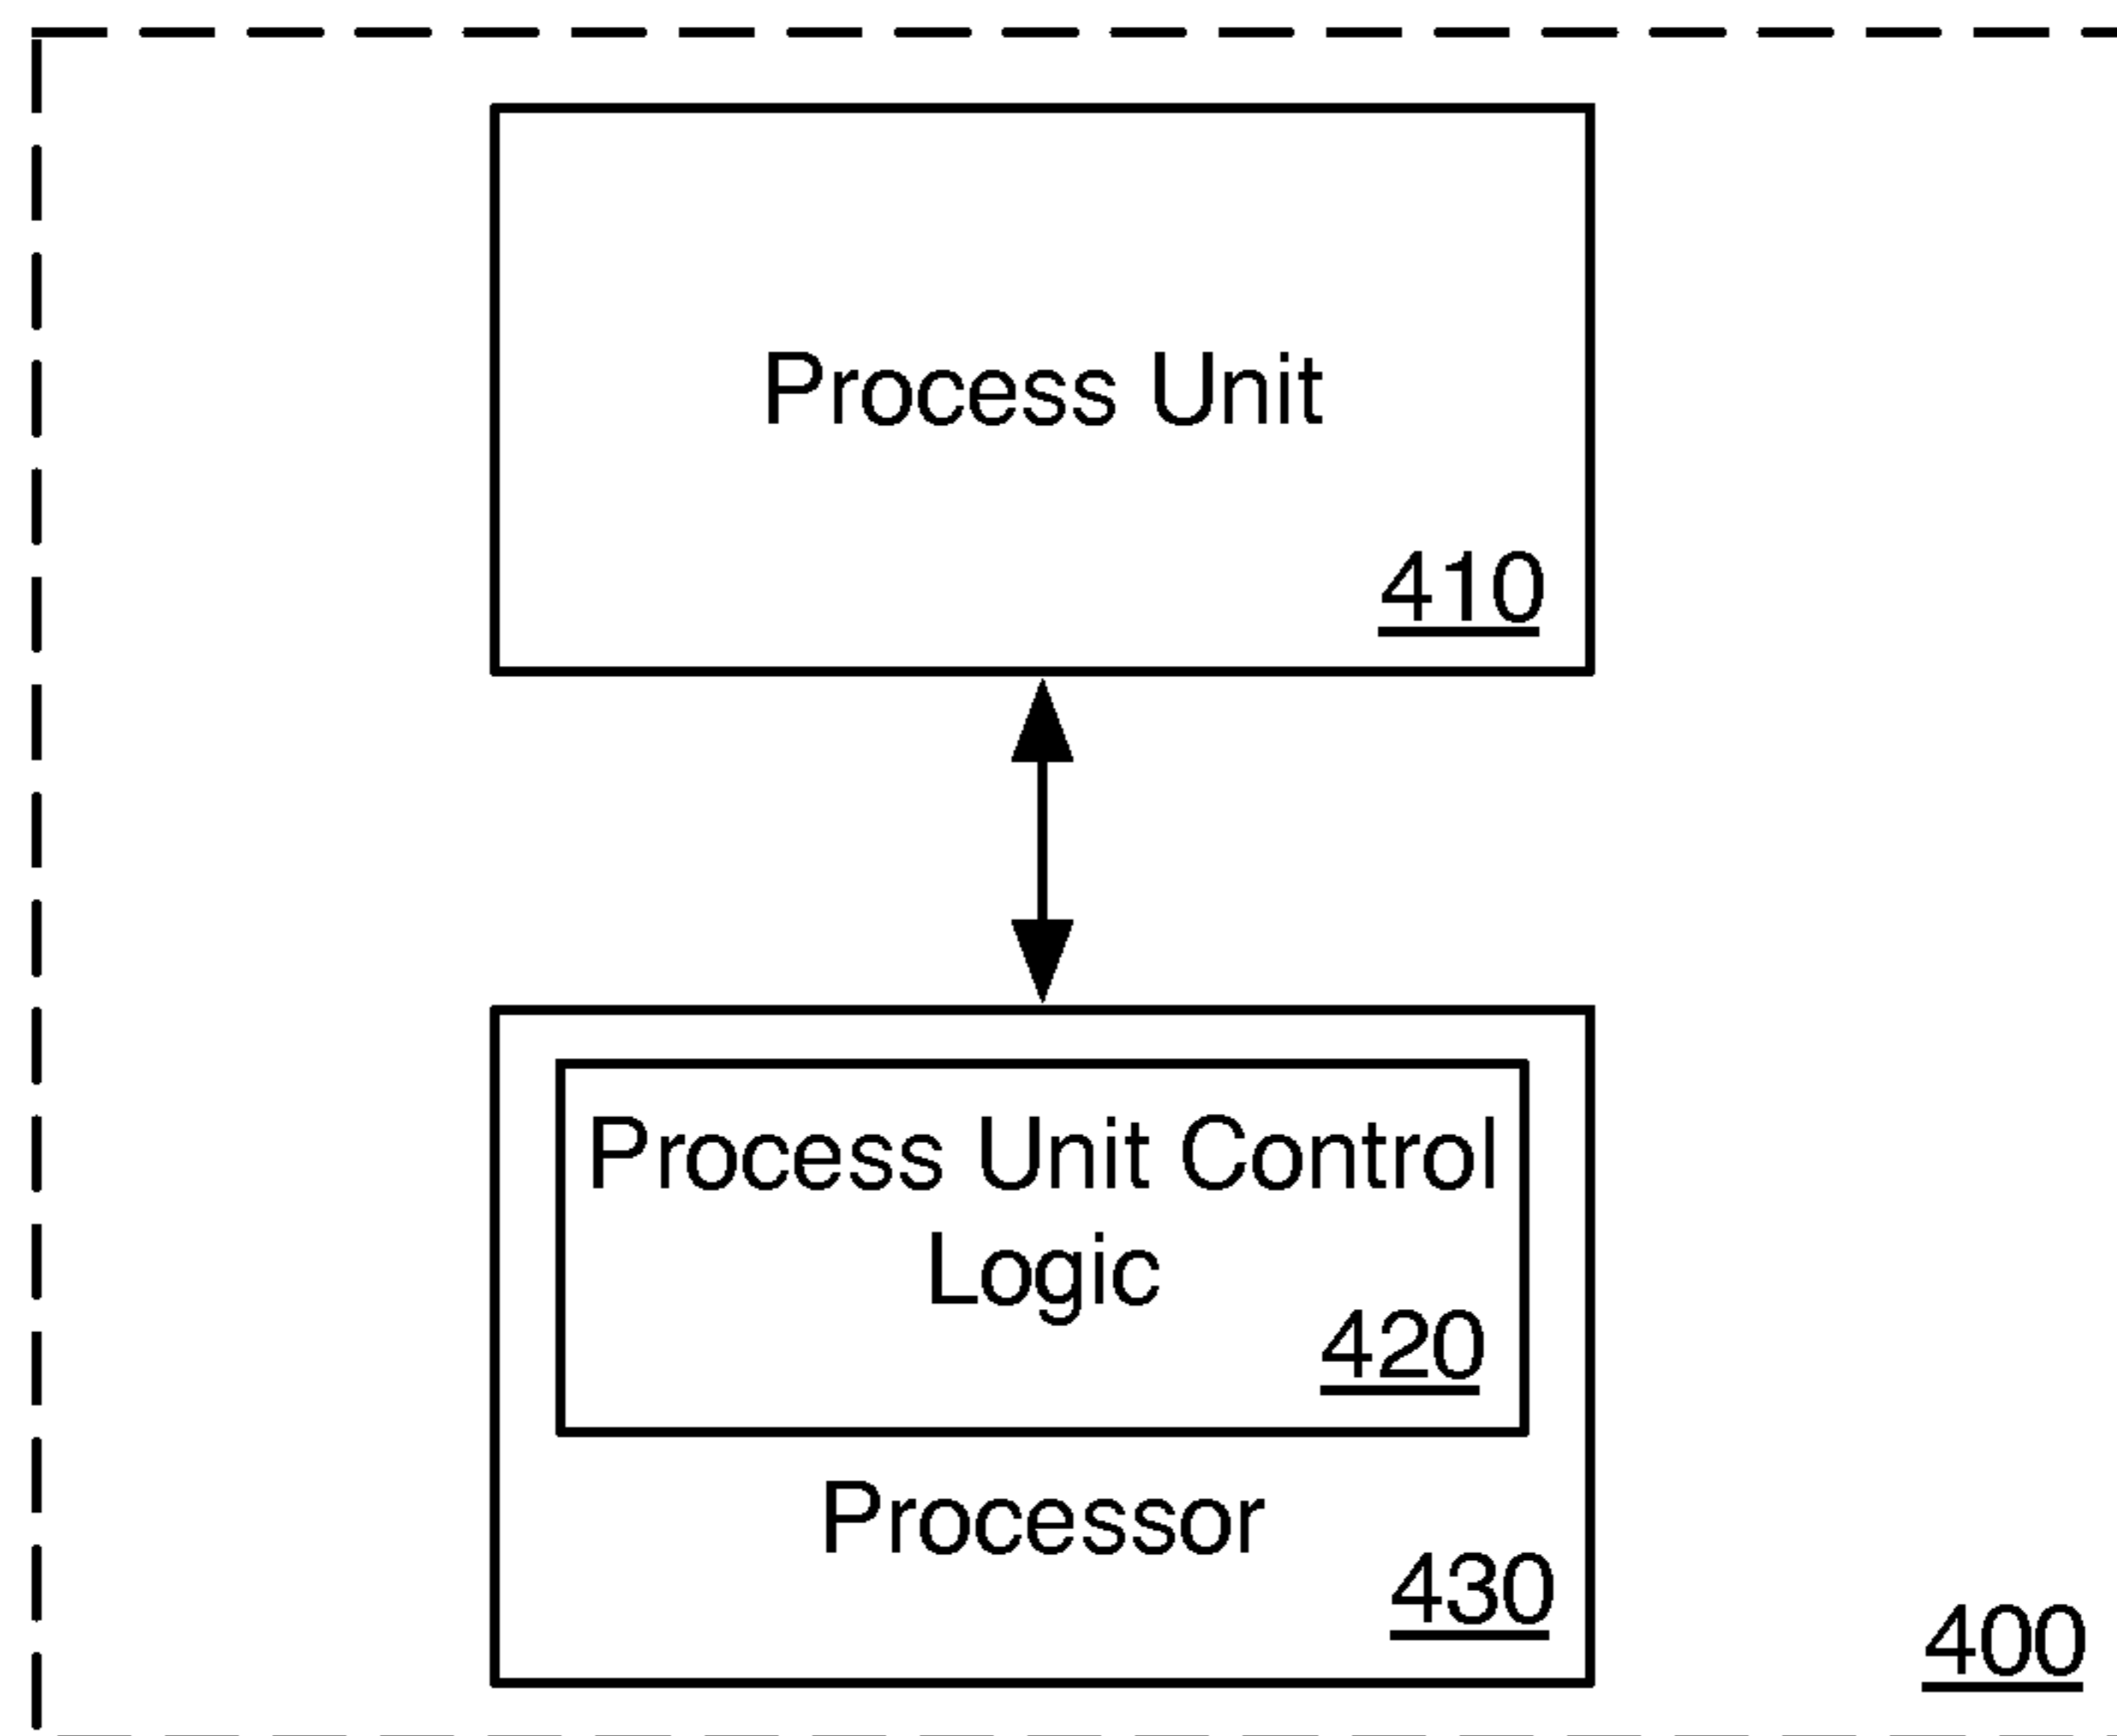 Process Unit
410
Process Unit Control
Logic
420
Processor
430
400